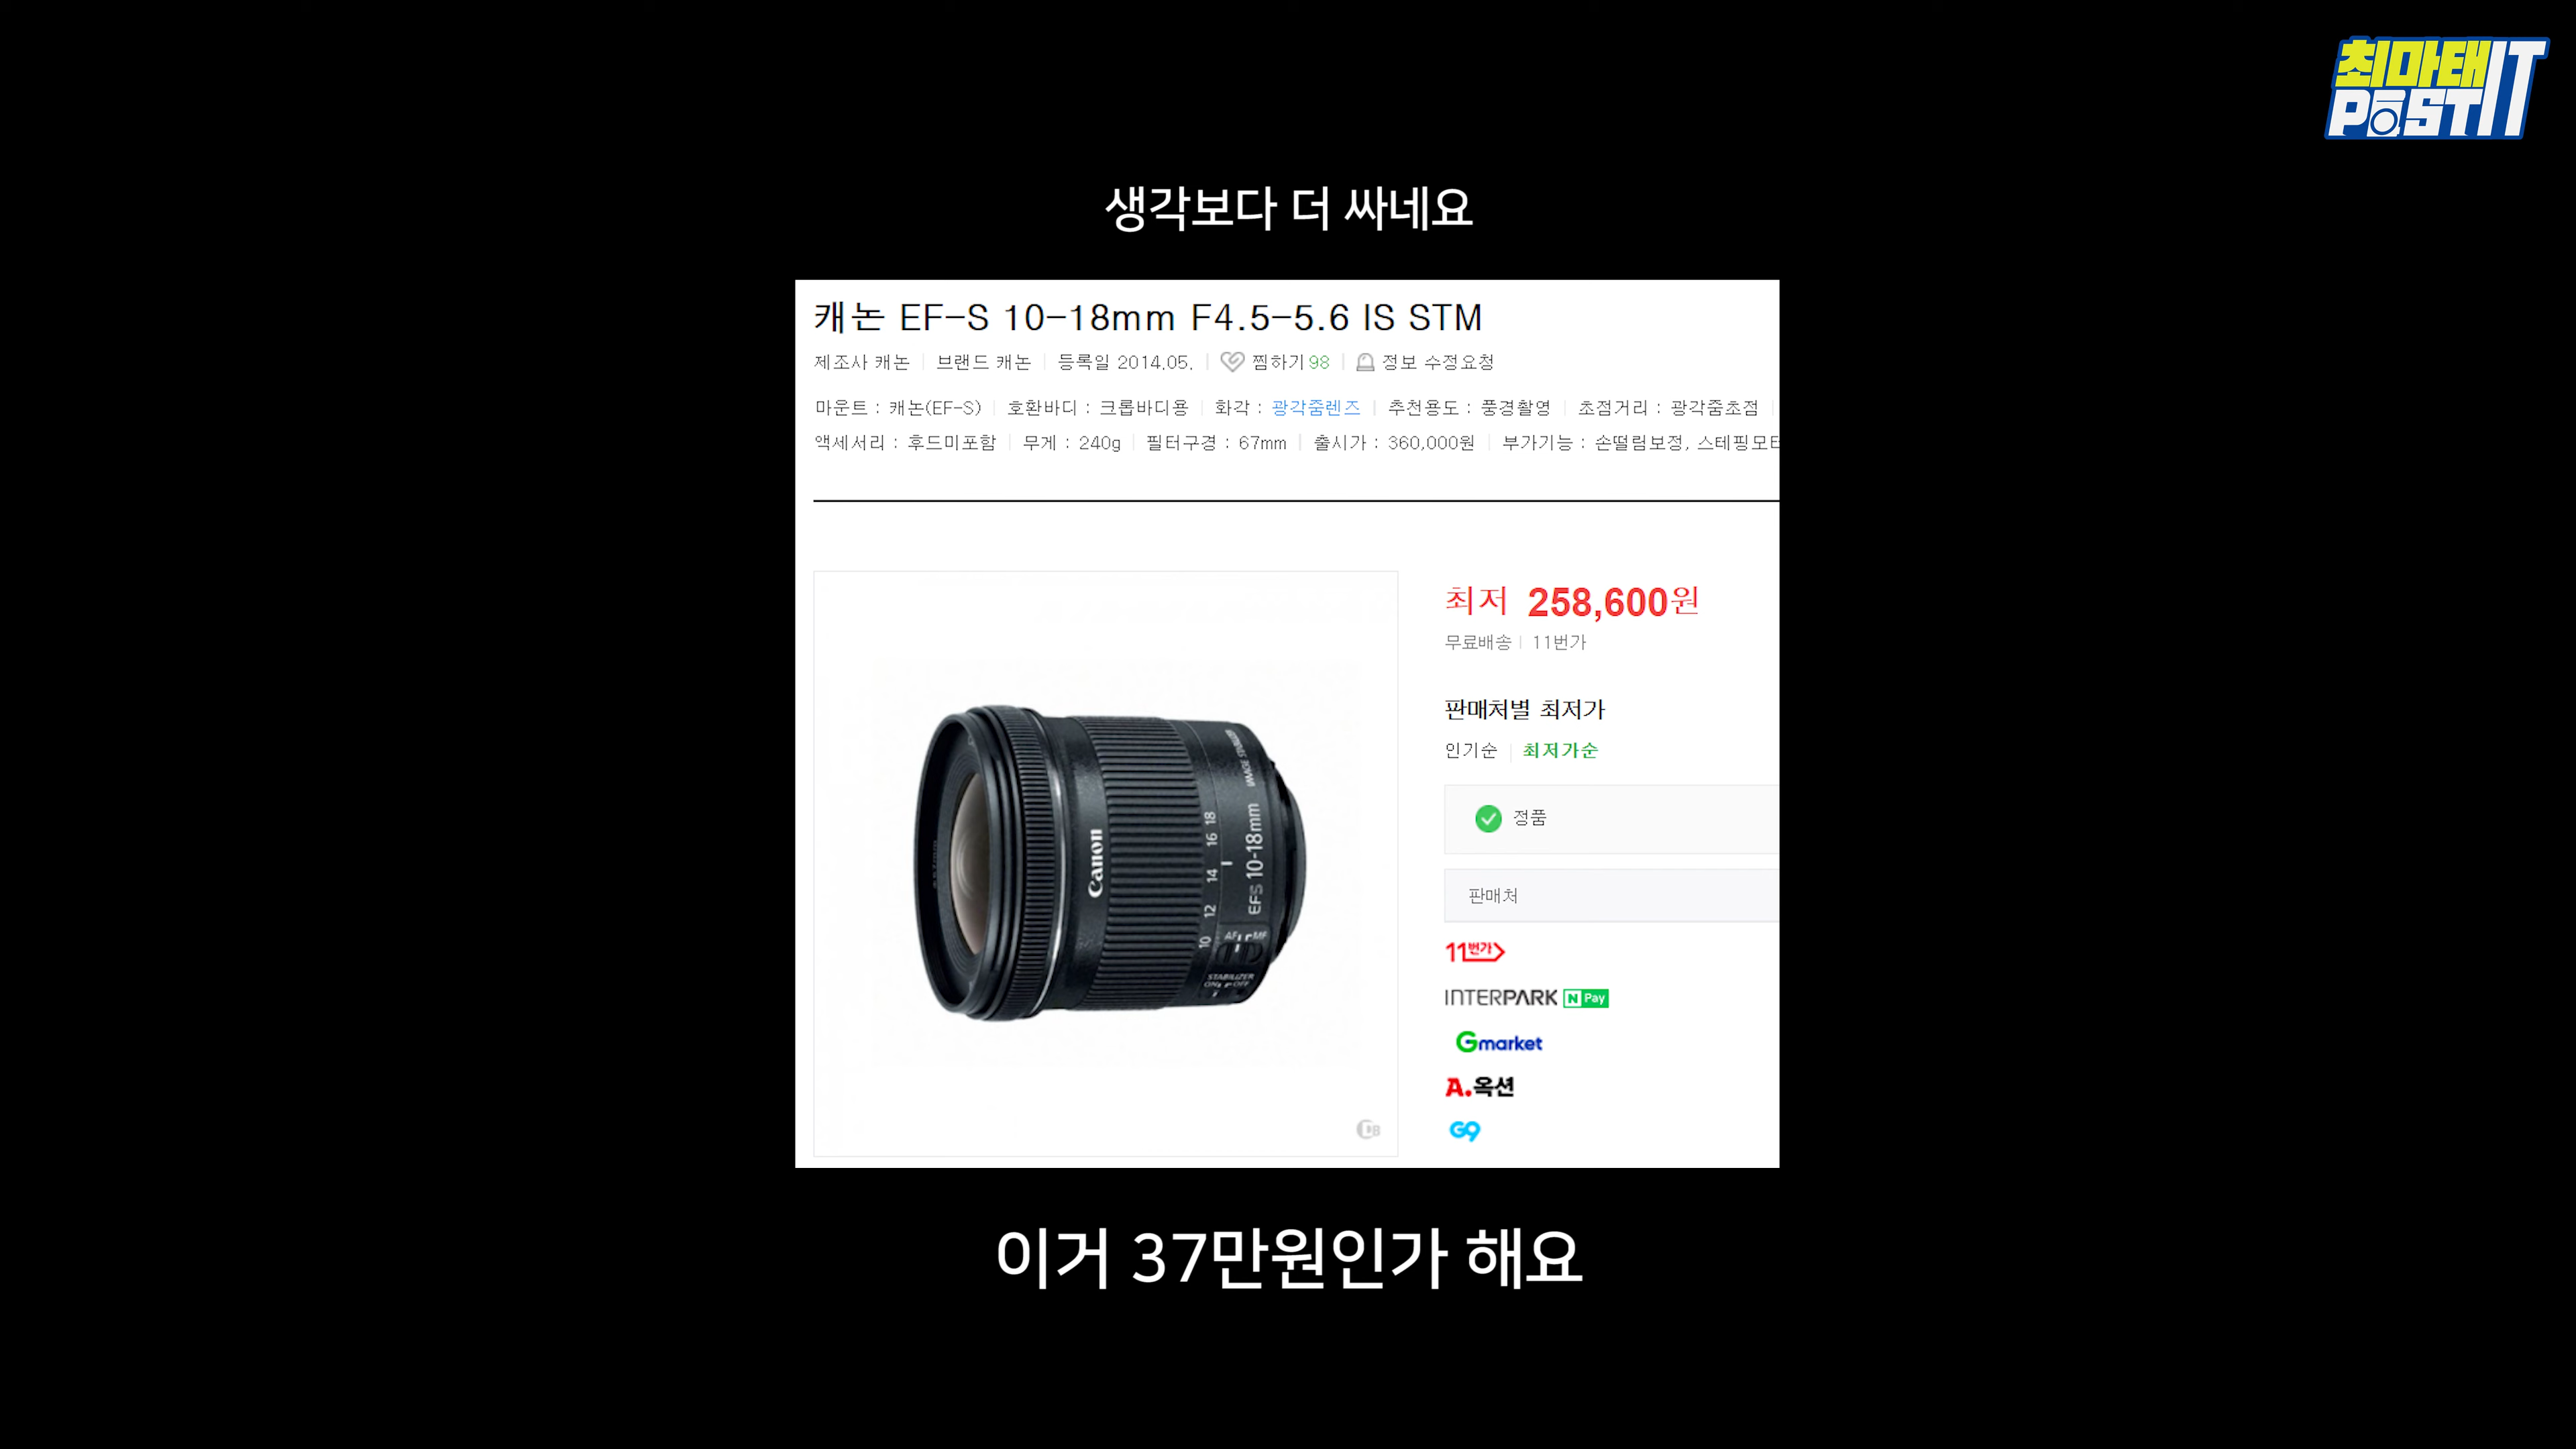 최마태
POST IT
생각보다 더 싸네요
캐논 EF-S 10-18mm F4.5-5.6 IS STM
제조사 캐논 브랜드 캐논 등록일 2014.05. 찜하기 98 정보 수정요청
마운트 : 캐논(EF-S) 호환바디 : 크롭바디용 화각 : 광각줌렌즈 추천용도 : 풍경촬영 초점거리 : 광각줌초점
액세서리 : 후드미포함 무게 : 240g 필터구경 : 67mm 출시가 : 360,000원 부가기능 : 손떨림보정, 스테핑모터
최저 258,600원
무료배송 11번가
판매처별 최저가
인기순 최저가순
정품
판매처
11번가
INTERPARK N Pay
Gmarket
A.옥션
G9
Canon
10 12 14 16 18
EFS 10-18mm IMAGE STABILIZER
AF MF
STABILIZER
ON OFF
DB
이거 37만원인가 해요